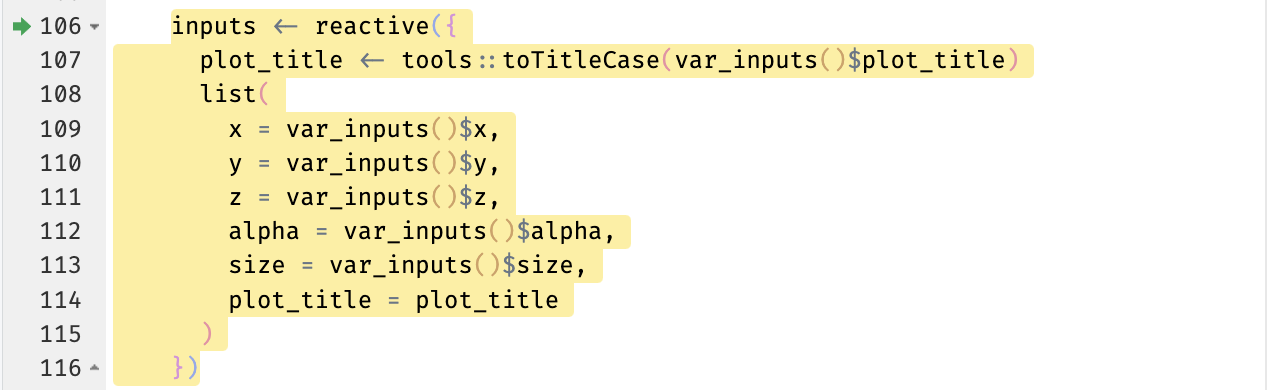 106 inputs <- reactive({
107 plot_title <- tools::toTitleCase(var_inputs()$plot_title)
108 list(
109 x = var_inputs()$x,
110 y = var_inputs()$y,
111 z = var_inputs()$z,
112 alpha = var_inputs()$alpha,
113 size = var_inputs()$size,
114 plot_title = plot_title
115 )
116 })